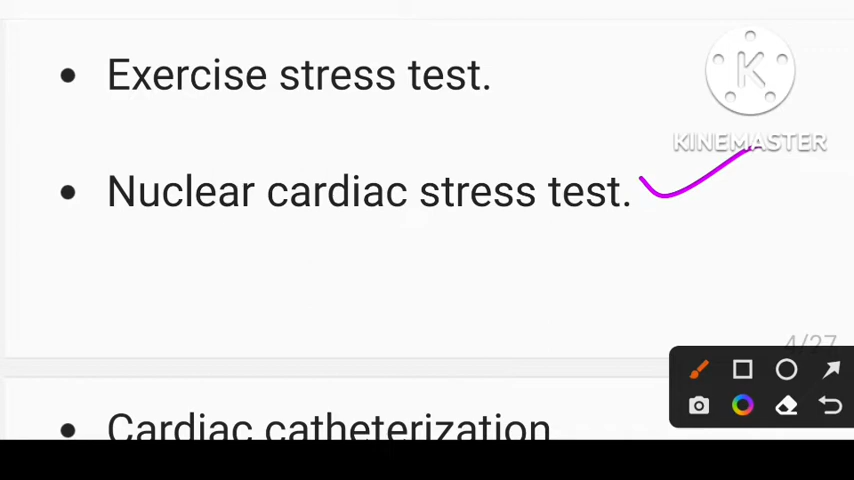 • Exercise stress test.
KINEMASTER
• Nuclear cardiac stress test.
4/27
• Cardiac catheterization